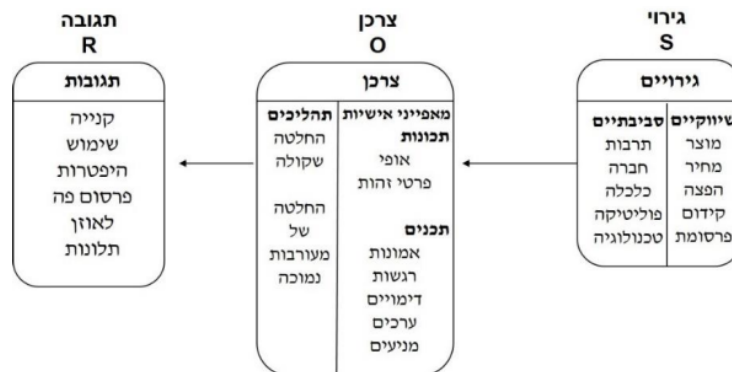 גירוי
S
גירויים
שיווקיים
מוצר
מחיר
הפצה
קידום
פרסומת
סביבתיים
תרבות
חברה
כלכלה
פוליטיקה
טכנולוגיה
צרכן
O
צרכן
מאפייני אישיות
תכונות
אופי
פרטי זהות
תכנים
אמונות
רגשות
דימויים
ערכים
מניעים
תהליכים
החלטה
שקולה
החלטה
של
מעורבות
נמוכה
תגובה
R
תגובות
קנייה
שימוש
היפטרות
פרסום פה
לאוזן
תלונות